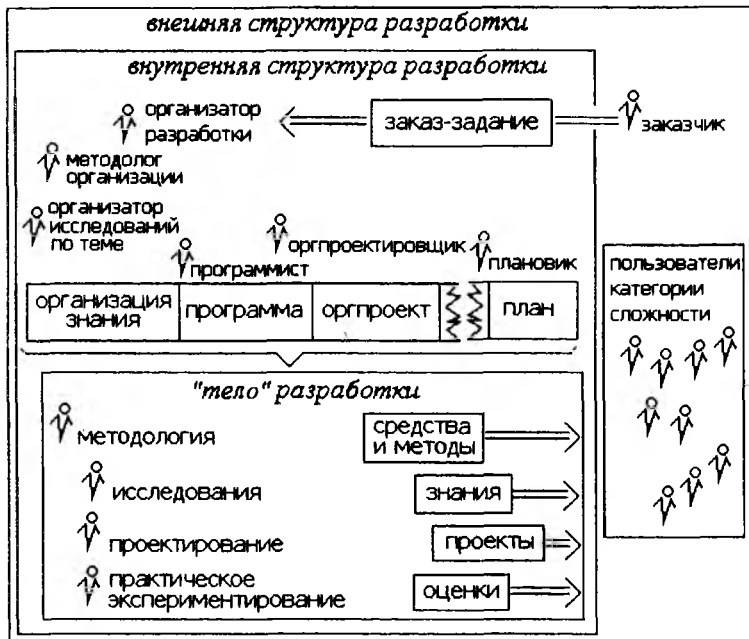 внешняя структура разработки
внутренняя структура разработки
организатор
разработки
заказ-задание
заказчик
методолог
организации
организатор
исследований
по теме
программист
оргпроектировщик
плановик
организация
знания
программа
оргпроект
план
пользователи
категории
сложности
"тело" разработки
методология
средства
и методы
исследования
знания
проектирование
проекты
практическое
экспериментирование
оценки